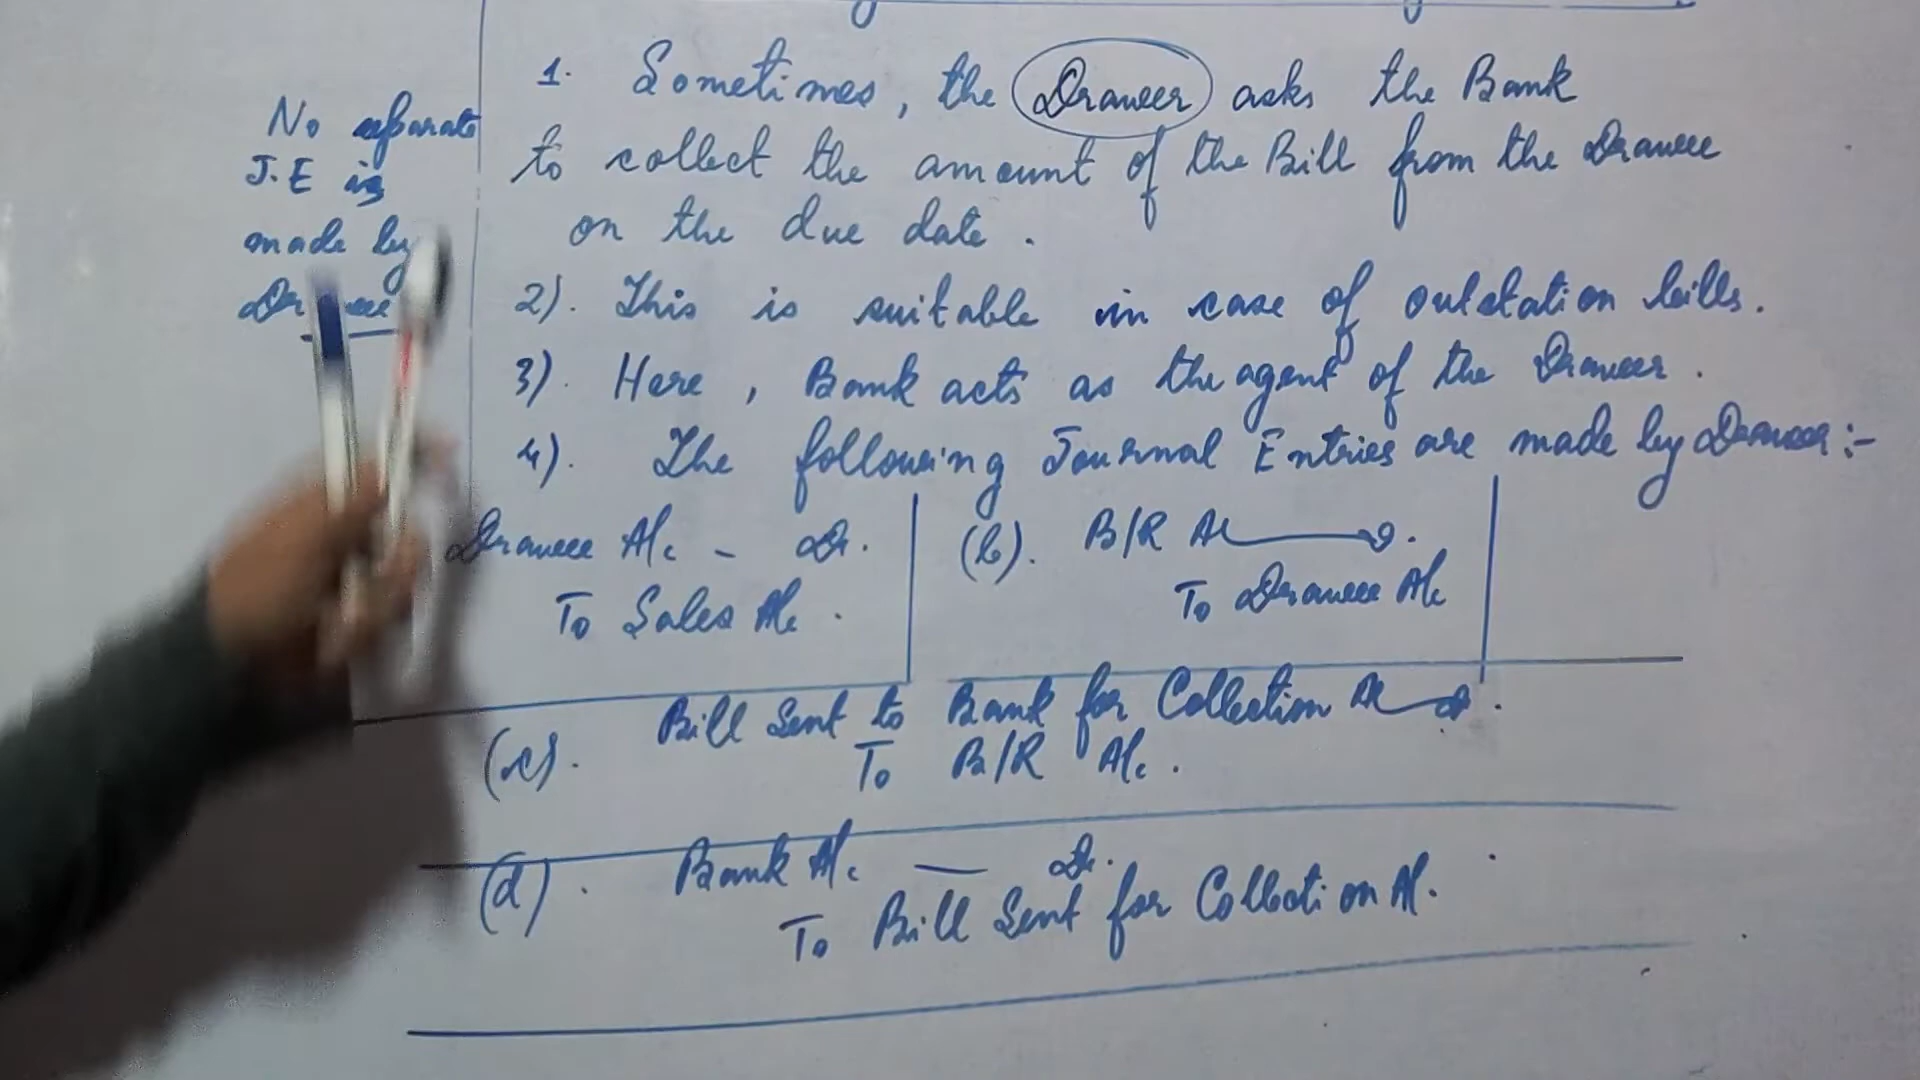 No separate
J.E is
made by
1. Sometimes, the Drawer asks the Bank
to collect the amount of the Bill from the Drawee
on the due date.
2). This is suitable in case of outstation bills.
3). Here, Bank acts as the agent of the Drawer.
4). The following Journal Entries are made by Drawer:-
Drawee A/c - Dr.
To Sales A/c.
(b). B/R A/c Dr.
To Drawee A/c
(c). Bill Sent to Bank for Collection A/c Dr.
To B/R A/c.
(d). Bank A/c — Dr.
To Bill Sent for Collection A/c.